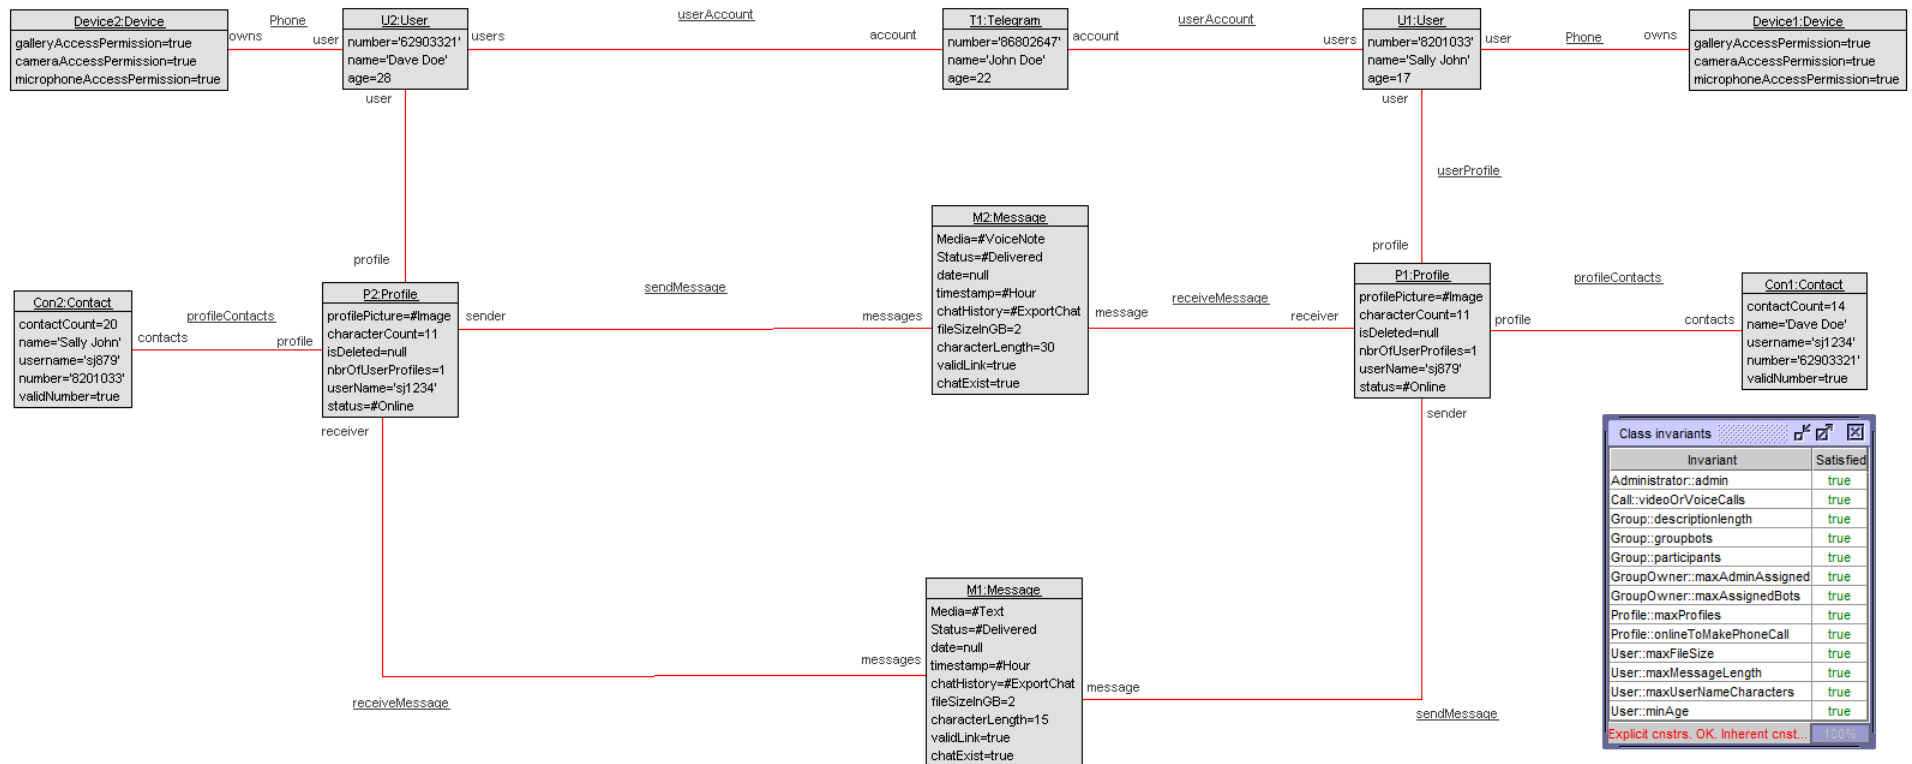 Device2:Device
galleryAccessPermission=true
cameraAccessPermission=true
microphoneAccessPermission=true
Phone
owns
user
U2:User
number='62903321'
name='Dave Doe'
age=28
users
userAccount
account
T1:Telegram
number='86802647'
name='John Doe'
age=22
account
userAccount
users
U1:User
number='8201033'
name='Sally John'
age=17
user
Phone
owns
Device1:Device
galleryAccessPermission=true
cameraAccessPermission=true
microphoneAccessPermission=true
user
profile
user
userProfile
profile
Con2:Contact
contactCount=20
name='Sally John'
username='sj879'
number='8201033'
validNumber=true
profileContacts
contacts
profile
P2:Profile
profilePicture=#Image
characterCount=11
isDeleted=null
nbrOfUserProfiles=1
userName='sj1234'
status=#Online
sender
sendMessage
messages
M2:Message
Media=#VoiceNote
Status=#Delivered
date=null
timestamp=#Hour
chatHistory=#ExportChat
fileSizeInGB=2
characterLength=30
validLink=true
chatExist=true
message
receiveMessage
receiver
P1:Profile
profilePicture=#Image
characterCount=11
isDeleted=null
nbrOfUserProfiles=1
userName='sj879'
status=#Online
profile
profileContacts
contacts
Con1:Contact
contactCount=14
name='Dave Doe'
username='sj1234'
number='62903321'
validNumber=true
receiver
receiveMessage
messages
M1:Message
Media=#Text
Status=#Delivered
date=null
timestamp=#Hour
chatHistory=#ExportChat
fileSizeInGB=2
characterLength=15
validLink=true
chatExist=true
message
sendMessage
sender
Class invariants
Invariant Satisfied
Administrator::admin true
Call::videoOrVoiceCalls true
Group::descriptionlength true
Group::groupbots true
Group::participants true
GroupOwner::maxAdminAssigned true
GroupOwner::maxAssignedBots true
Profile::maxProfiles true
Profile::onlineToMakePhoneCall true
User::maxFileSize true
User::maxMessageLength true
User::maxUserNameCharacters true
User::minAge true
Explicit cnstrs. OK. Inherent cnst... 100%